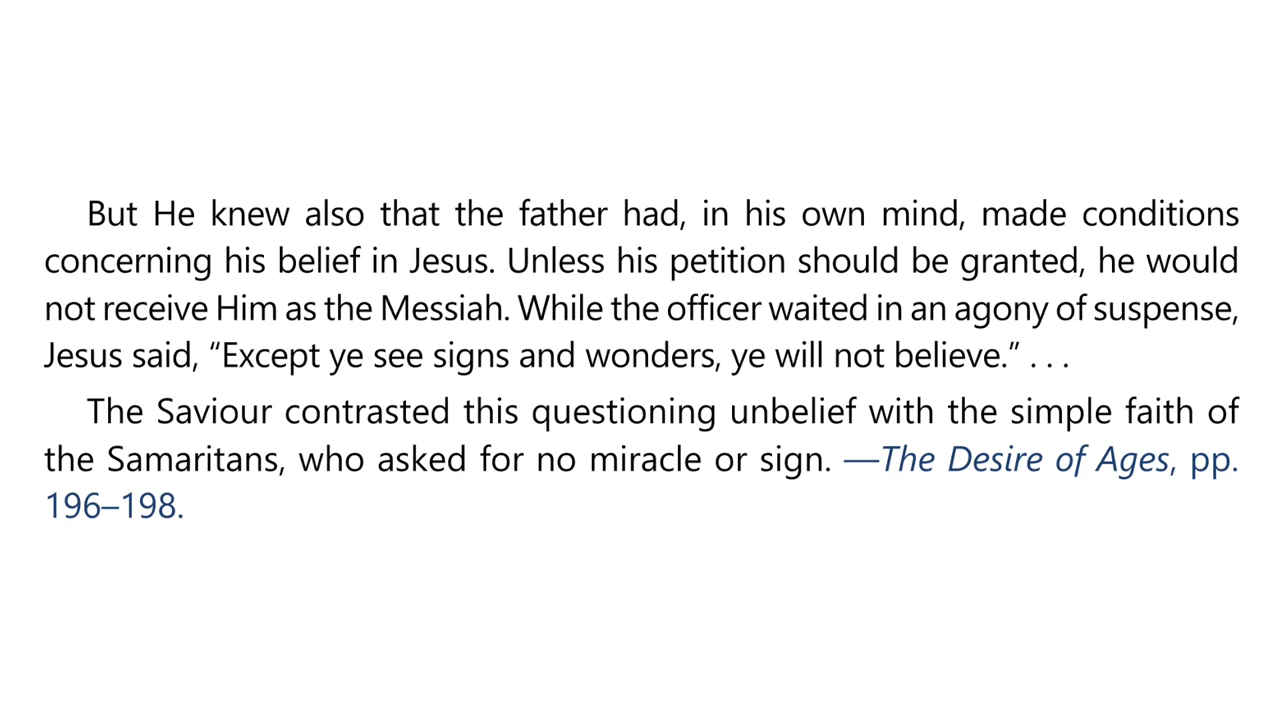 But He knew also that the father had, in his own mind, made conditions
concerning his belief in Jesus. Unless his petition should be granted, he would
not receive Him as the Messiah. While the officer waited in an agony of suspense,
Jesus said, “Except ye see signs and wonders, ye will not believe.” . . .
The Saviour contrasted this questioning unbelief with the simple faith of
the Samaritans, who asked for no miracle or sign. —The Desire of Ages, pp.
196–198.